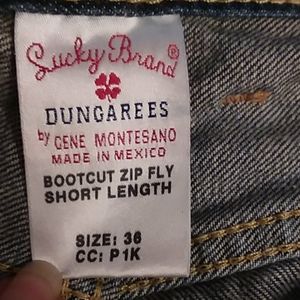 Lucky Brand®
DUNGAREES
by GENE MONTESANO
MADE IN MEXICO
BOOTCUT ZIP FLY
SHORT LENGTH
SIZE: 36
CC: P1K